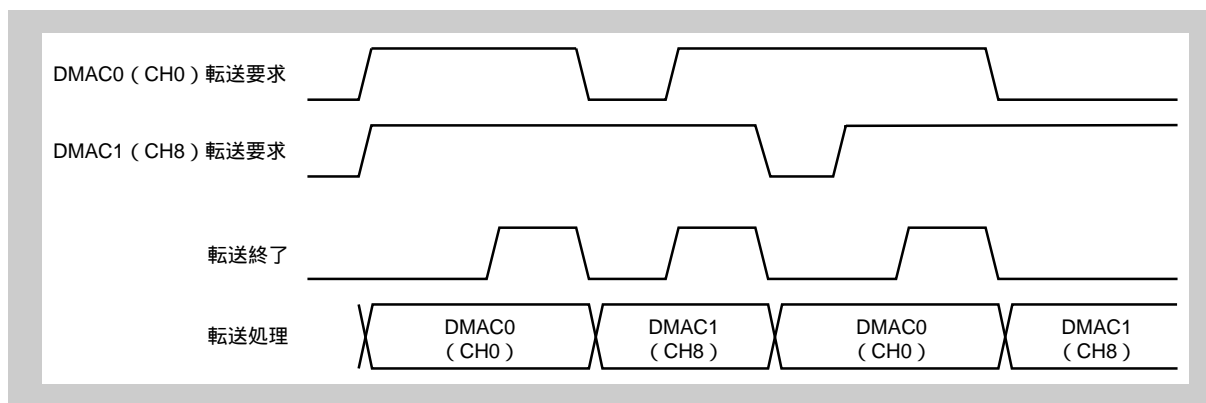 DMAC0（CH0）転送要求
DMAC1（CH8）転送要求
転送終了
転送処理
DMAC0
（CH0）
DMAC1
（CH8）
DMAC0
（CH0）
DMAC1
（CH8）